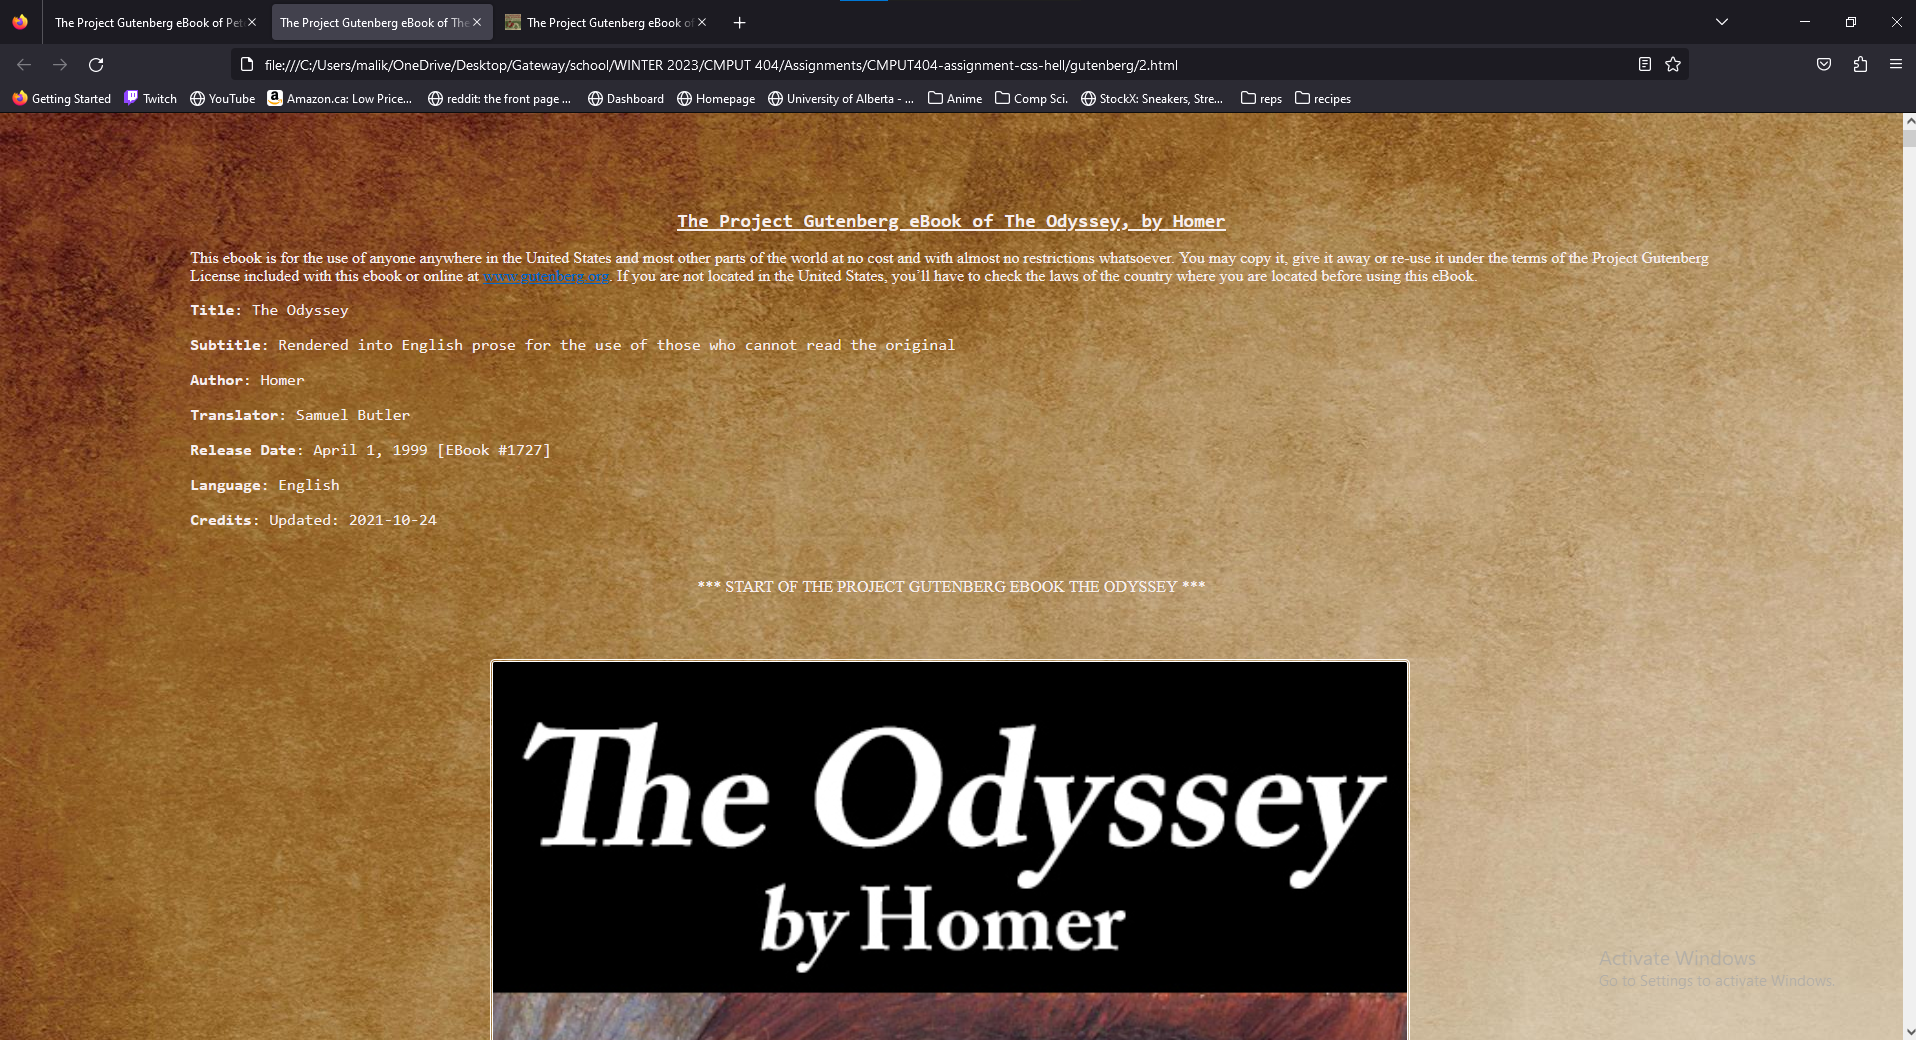 The Project Gutenberg eBook of Pet
The Project Gutenberg eBook of The
The Project Gutenberg eBook of
file:///C:/Users/malik/OneDrive/Desktop/Gateway/school/WINTER 2023/CMPUT 404/Assignments/CMPUT404-assignment-css-hell/gutenberg/2.html
Getting Started Twitch YouTube Amazon.ca: Low Price... reddit: the front page ... Dashboard Homepage University of Alberta - ... Anime Comp Sci. StockX: Sneakers, Stre... reps recipes
The Project Gutenberg eBook of The Odyssey, by Homer
This ebook is for the use of anyone anywhere in the United States and most other parts of the world at no cost and with almost no restrictions whatsoever. You may copy it, give it away or re-use it under the terms of the Project Gutenberg
License included with this ebook or online at www.gutenberg.org. If you are not located in the United States, you’ll have to check the laws of the country where you are located before using this eBook.
Title: The Odyssey
Subtitle: Rendered into English prose for the use of those who cannot read the original
Author: Homer
Translator: Samuel Butler
Release Date: April 1, 1999 [EBook #1727]
Language: English
Credits: Updated: 2021-10-24
*** START OF THE PROJECT GUTENBERG EBOOK THE ODYSSEY ***
The Odyssey
by Homer
Activate Windows
Go to Settings to activate Windows.